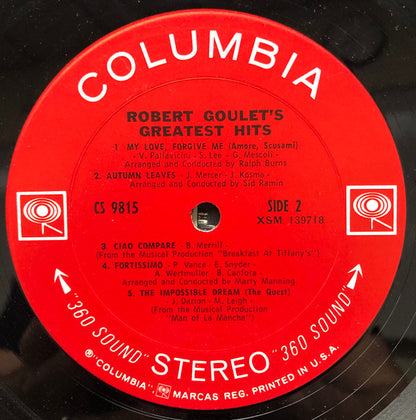 COLUMBIA
ROBERT GOULET'S
GREATEST HITS
1. MY LOVE, FORGIVE ME (Amore, Scusami)
- V. Pallavicini - S. Lee - G. Mescoli -
Arranged and Conducted by Ralph Burns
2. AUTUMN LEAVES - J. Mercer - J. Kosma -
Arranged and Conducted by Sid Ramin
CS 9815
SIDE 2
XSM 139718
3. CIAO COMPARE - B. Merrill
(From the Musical Production "Breakfast At Tiffany's")
4. FORTISSIMO - P. Vance - E. Snyder -
A. Wertmuller - B. Canfora -
Arranged and Conducted by Marty Manning
5. THE IMPOSSIBLE DREAM (The Quest)
- J. Darion - M. Leigh -
(From the Musical Production
"Man of La Mancha")
"360 SOUND" STEREO "360 SOUND"
® "COLUMBIA", MARCAS REG. PRINTED IN U.S.A.